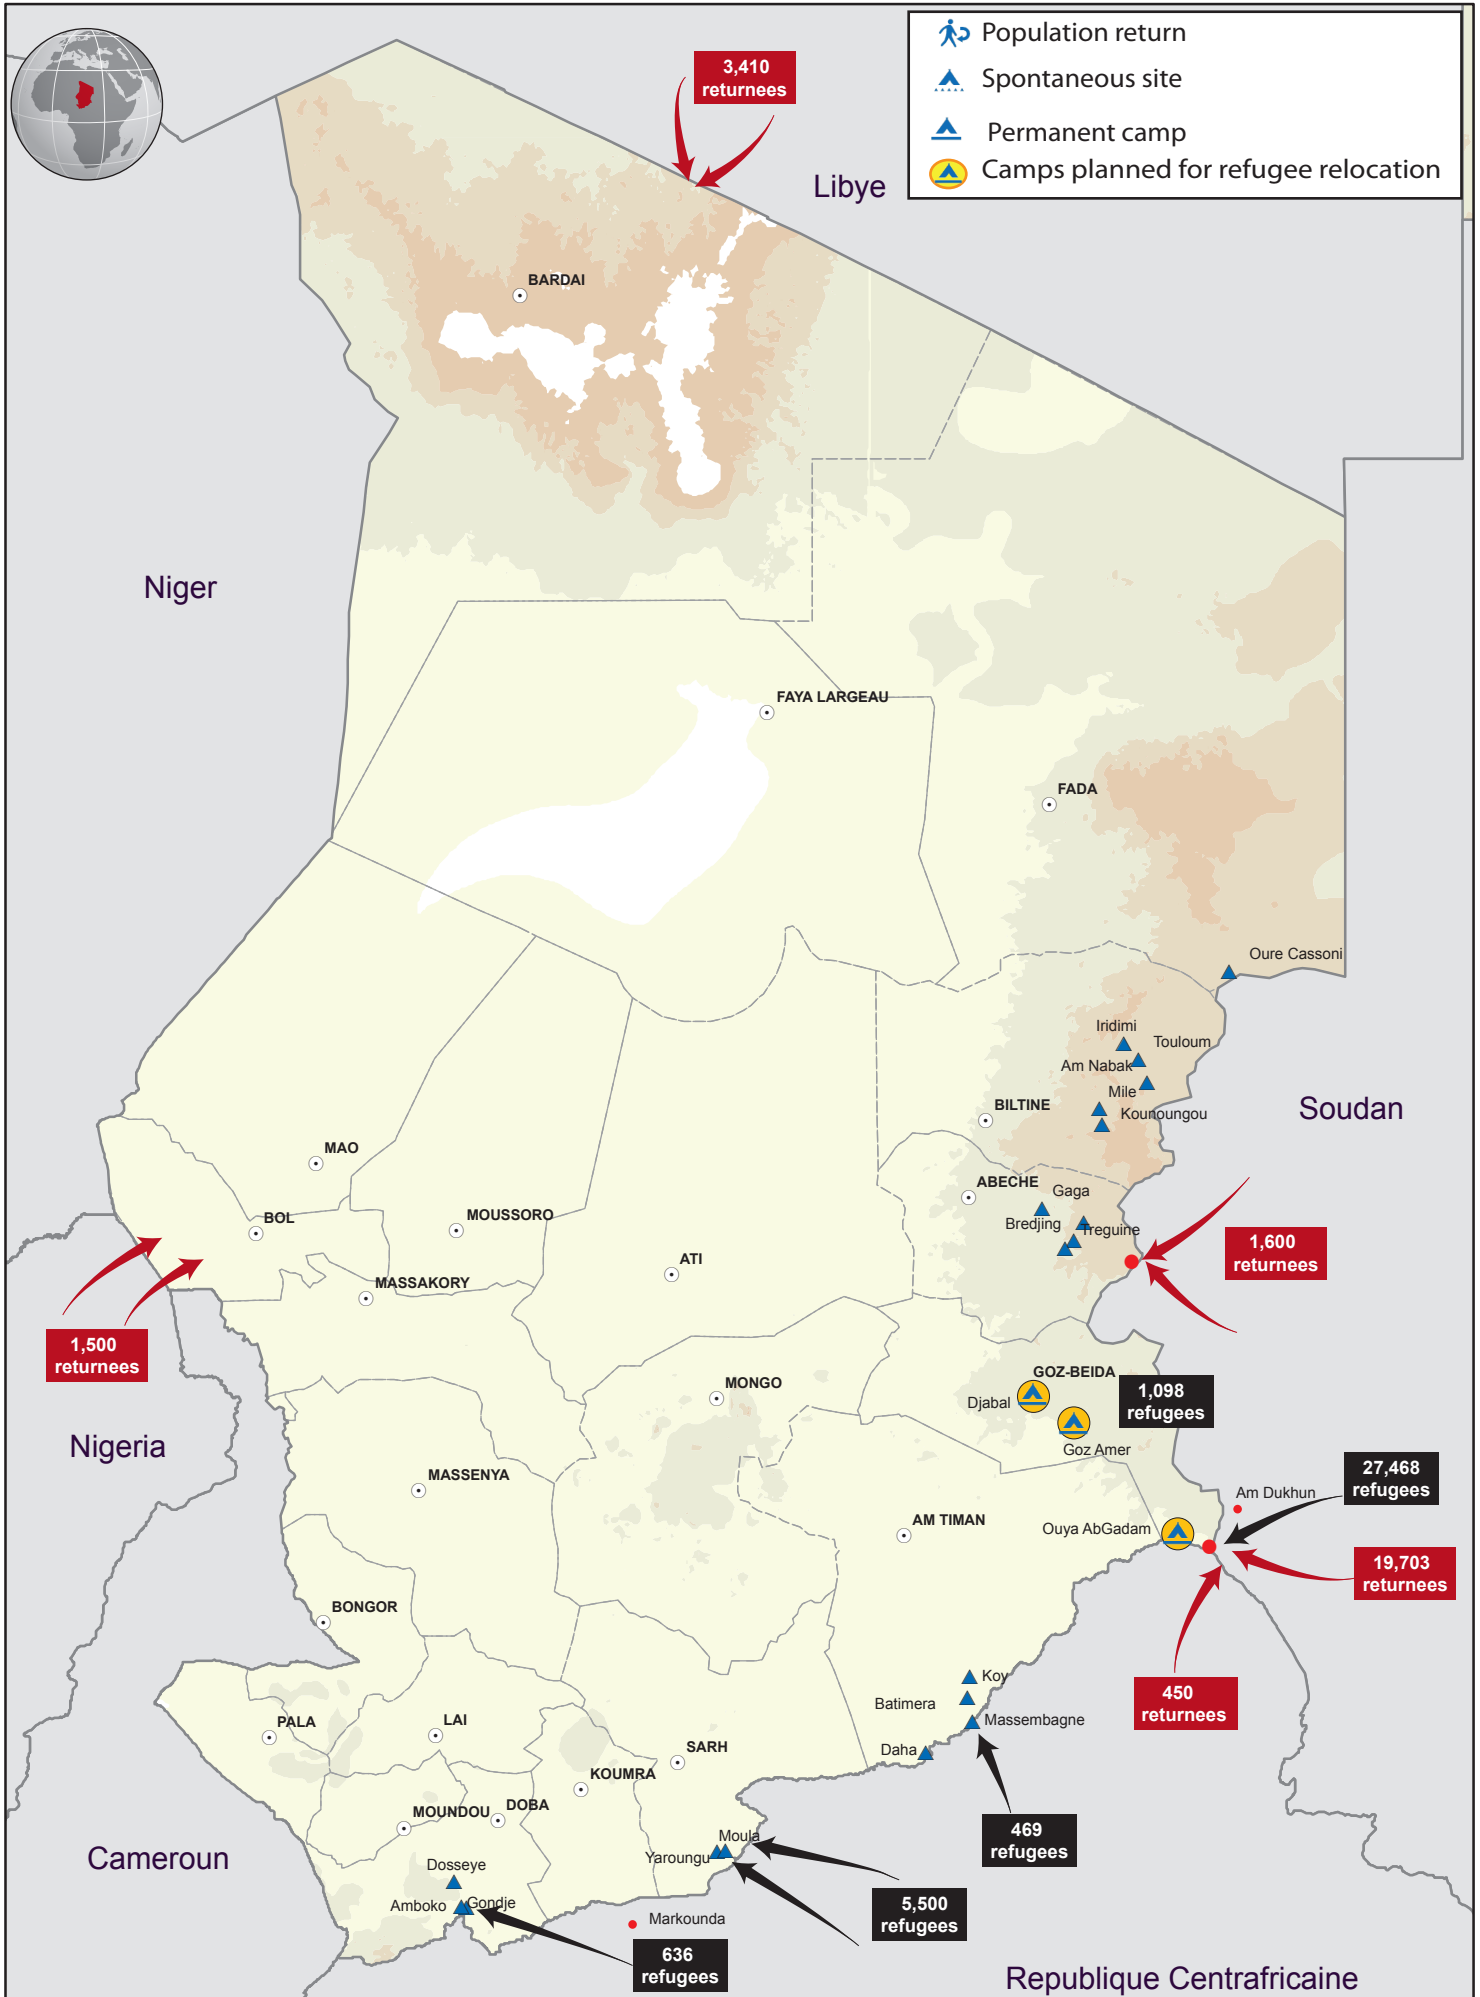 3,410
returnees
Population return
Spontaneous site
Permanent camp
Camps planned for refugee relocation
Libye
BARDAI
Niger
FAYA LARGEAU
FADA
Oure Cassoni
Iridimi
Touloum
Am Nabak
Mile
Kounoungou
BILTINE
Soudan
MAO
ABECHE
Gaga
Bredjing
Treguine
BOL
MOUSSORO
ATI
1,600
returnees
MASSAKORY
1,500
returnees
MONGO
GOZ-BEIDA
Djabal
1,098
refugees
Goz Amer
Nigeria
MASSENYA
27,468
refugees
Am Dukhun
AM TIMAN
Ouya AbGadam
19,703
returnees
BONGOR
Koy
Batimera
Massembagne
450
returnees
PALA
LAI
SARH
Daha
KOUMRA
MOUNDOU
DOBA
469
refugees
Moula
Yaroungu
Cameroun
Dosseye
Amboko
Gondje
5,500
refugees
Markounda
636
refugees
Republique Centrafricaine